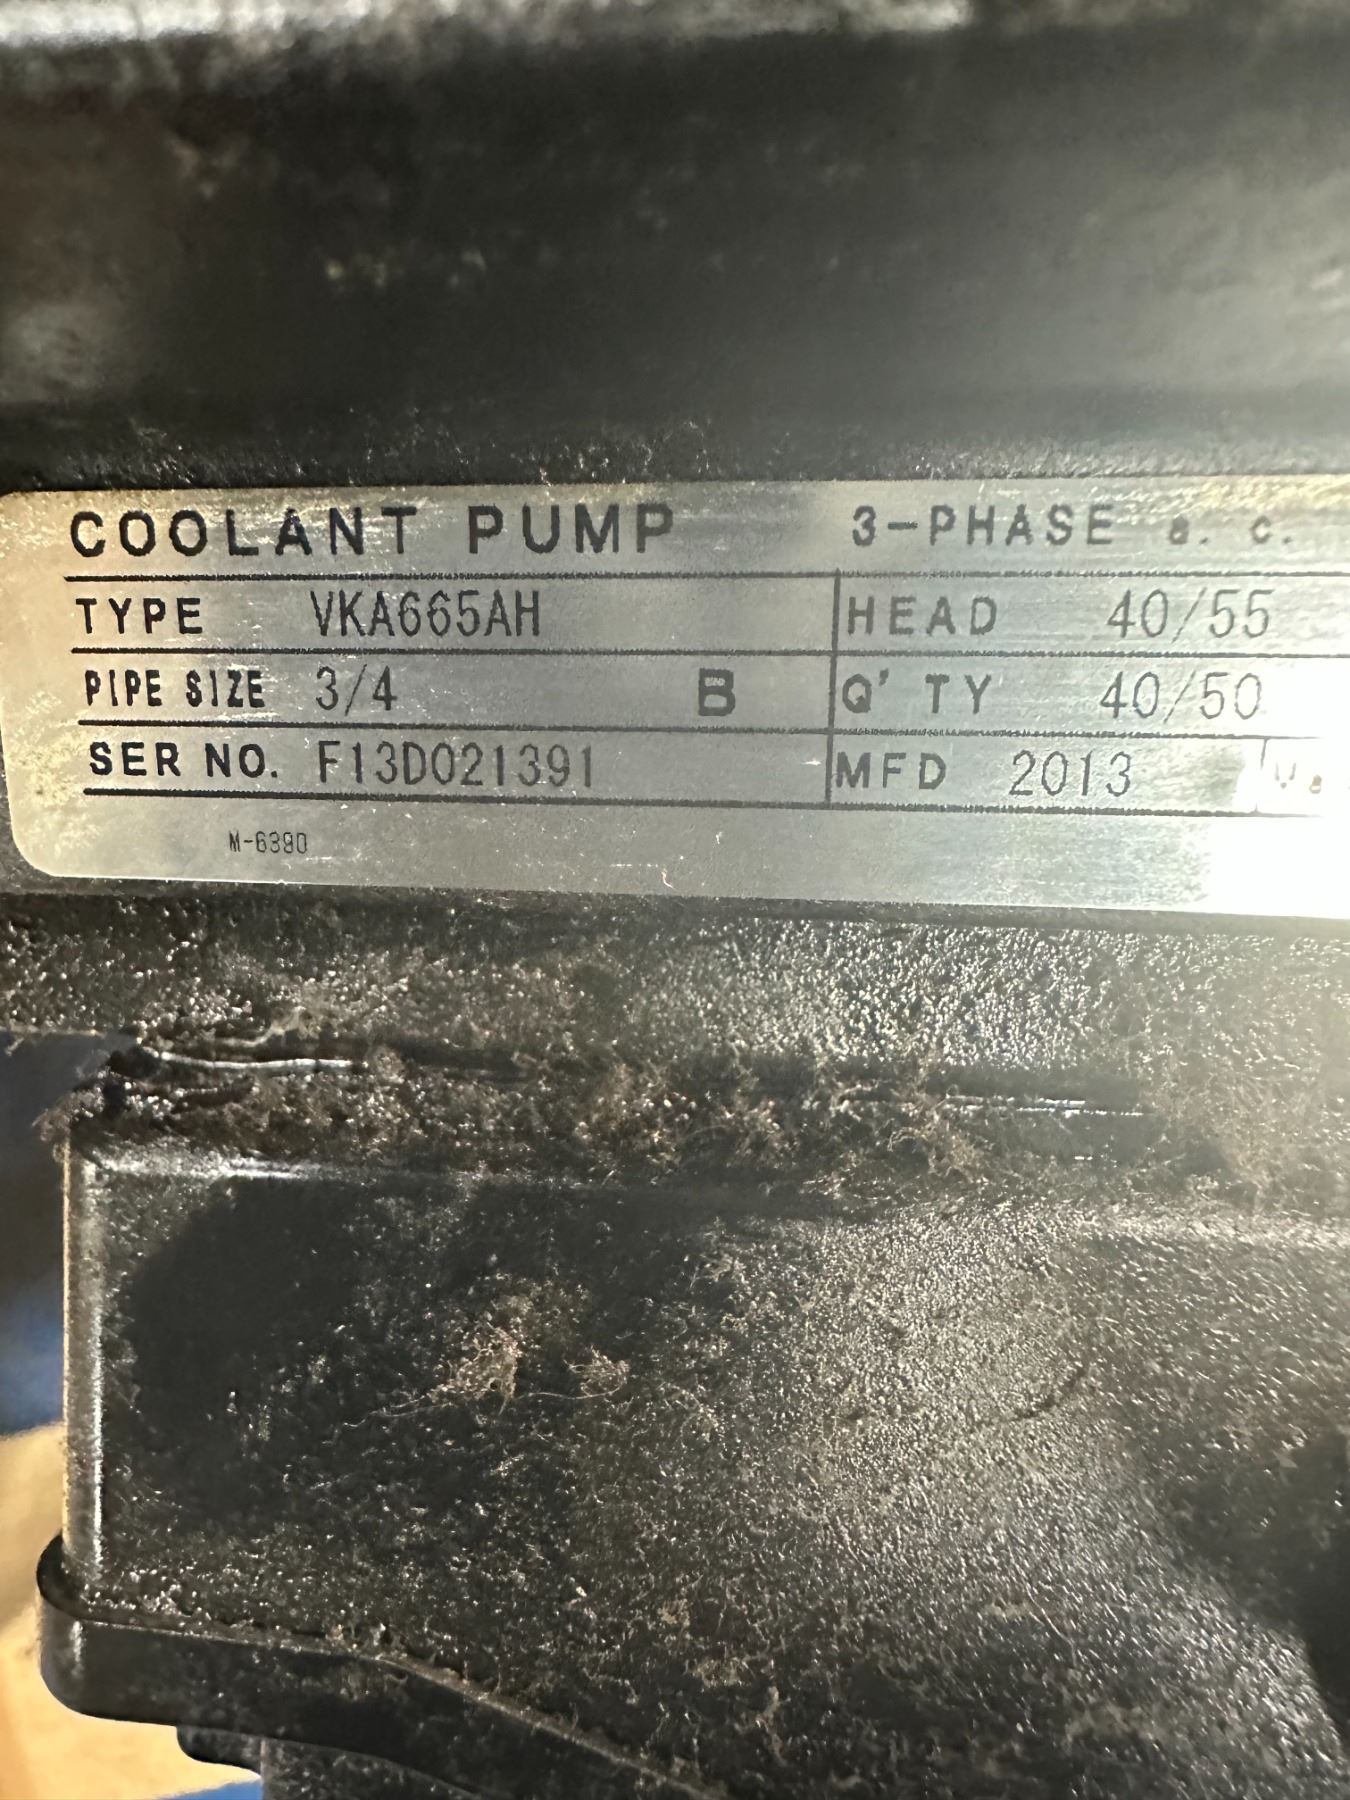 COOLANT PUMP 3-PHASE a. c.
TYPE VKA665AH HEAD 40/55
PIPE SIZE 3/4 B Q'TY 40/50
SER NO. F13D021391 MFD 2013
M-6390